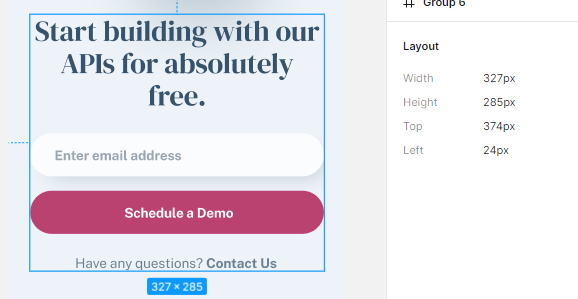 Start building with our
APIs for absolutely
free.
Enter email address
Schedule a Demo
Have any questions? Contact Us
327 × 285
Group 6
Layout
Width 327px
Height 285px
Top 374px
Left 24px